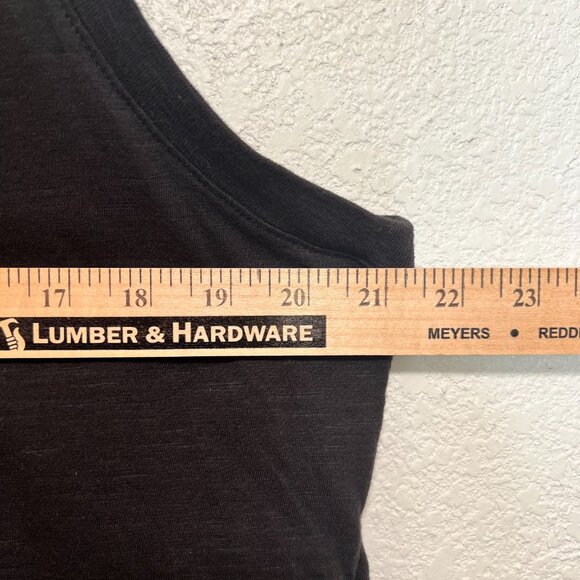 17 18 19 20 21 22 23
LUMBER & HARDWARE MEYERS • REDD